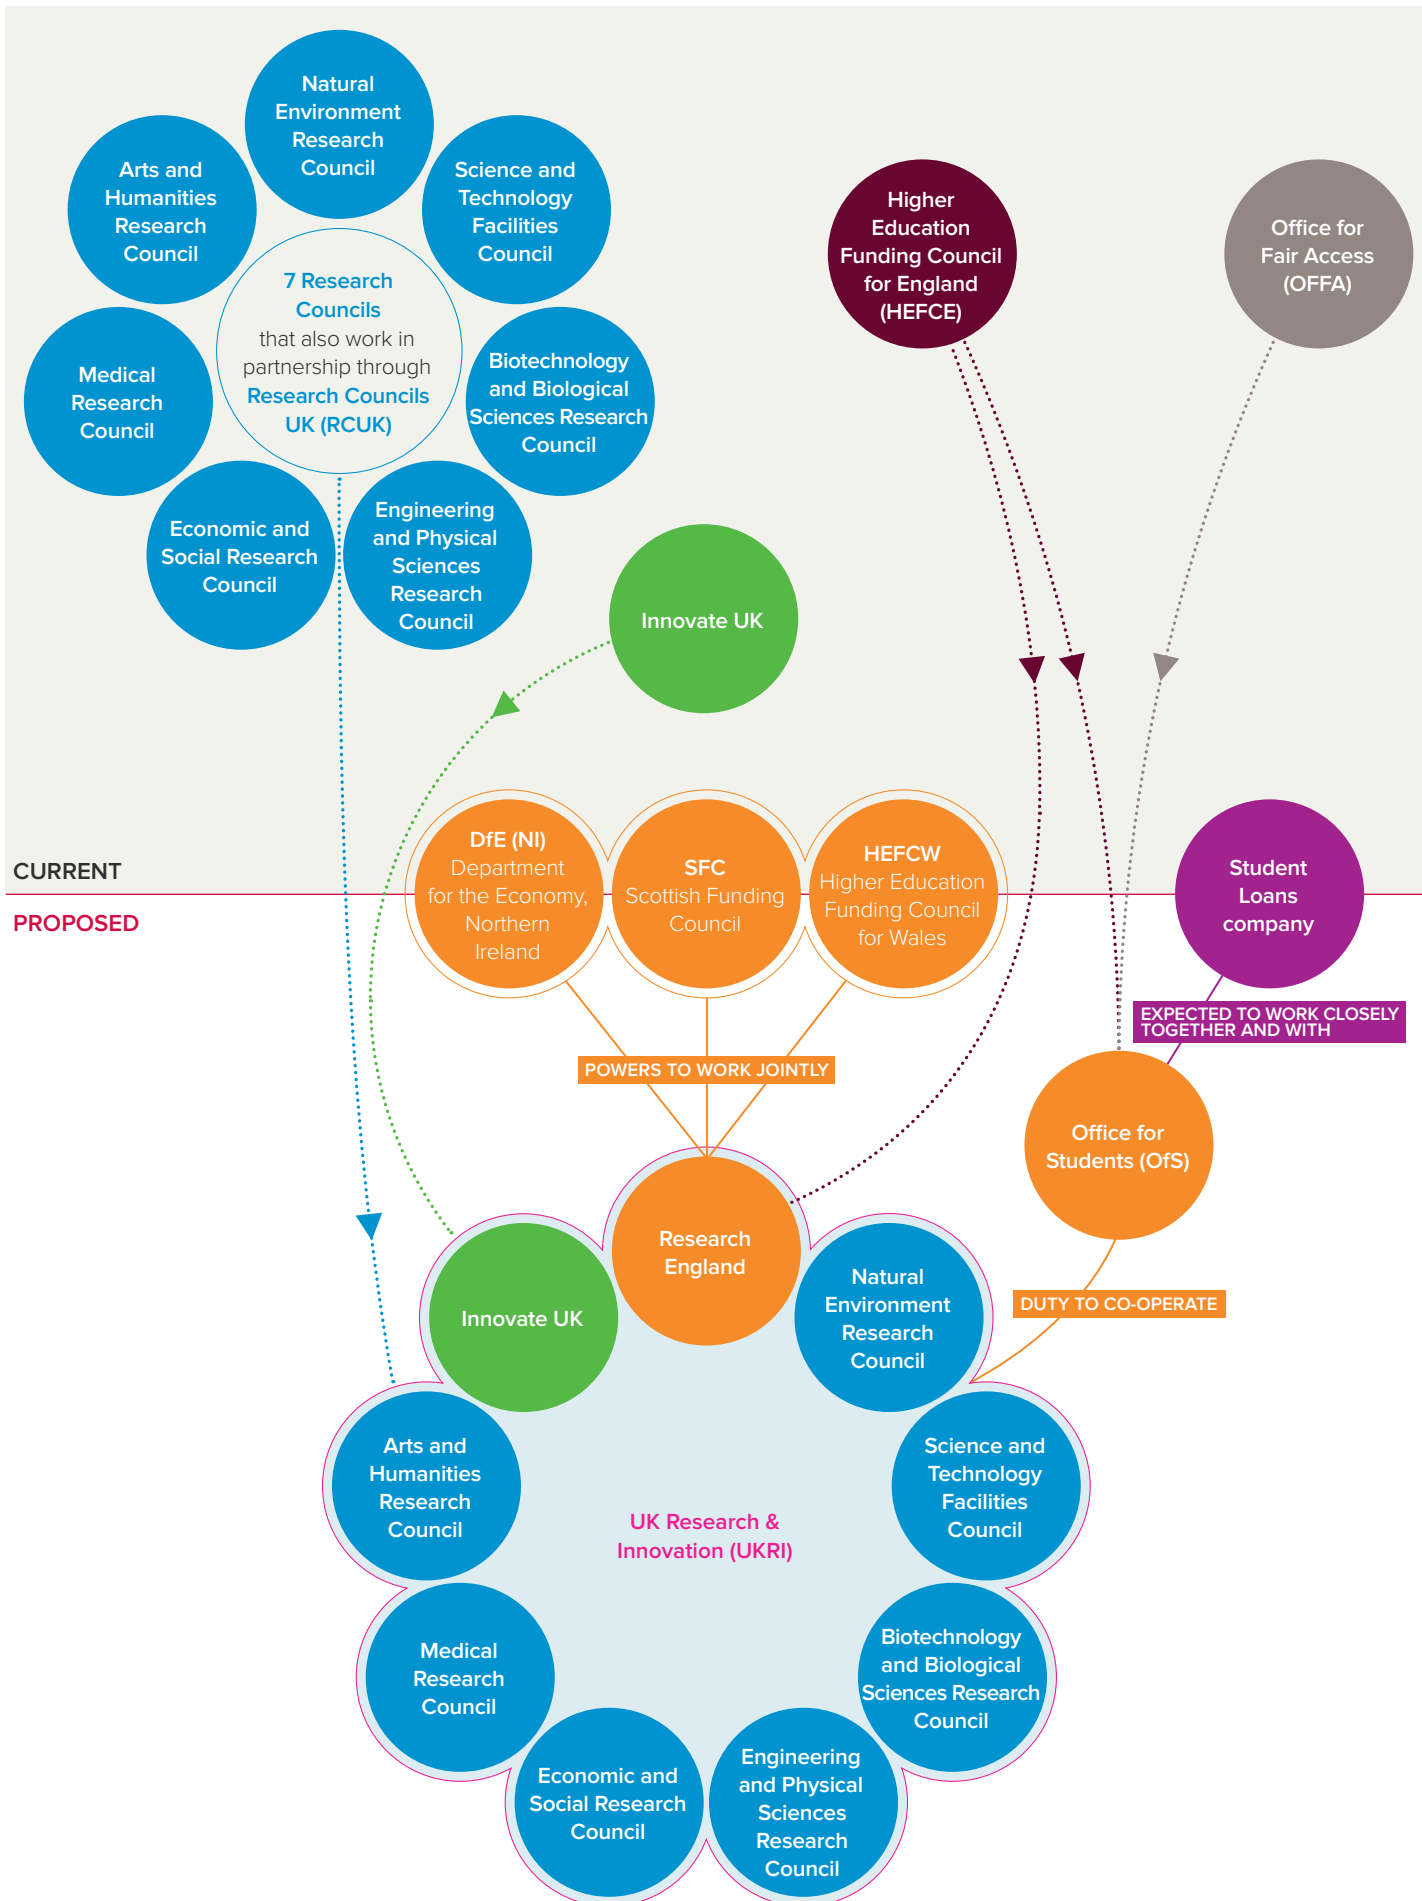 Natural
Environment
Research
Council
Arts and
Humanities
Research
Council
Science and
Technology
Facilities
Council
7 Research
Councils
that also work in
partnership through
Research Councils
UK (RCUK)
Medical
Research
Council
Biotechnology
and Biological
Sciences Research
Council
Economic and
Social Research
Council
Engineering
and Physical
Sciences
Research
Council
Higher
Education
Funding Council
for England
(HEFCE)
Office for
Fair Access
(OFFA)
Innovate UK
CURRENT
PROPOSED
DfE (NI)
Department
for the Economy,
Northern
Ireland
SFC
Scottish Funding
Council
HEFCW
Higher Education
Funding Council
for Wales
Student
Loans
company
EXPECTED TO WORK CLOSELY
TOGETHER AND WITH
POWERS TO WORK JOINTLY
Office for
Students (OfS)
DUTY TO CO-OPERATE
Research
England
Innovate UK
Natural
Environment
Research
Council
Arts and
Humanities
Research
Council
Science and
Technology
Facilities
Council
UK Research &
Innovation (UKRI)
Medical
Research
Council
Biotechnology
and Biological
Sciences Research
Council
Economic and
Social Research
Council
Engineering
and Physical
Sciences
Research
Council